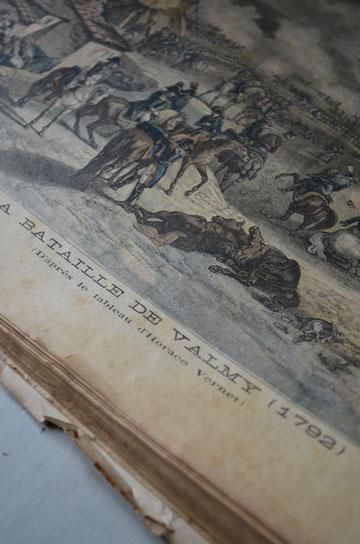 A BATAILLE DE VALMY (1792)
(D'après le tableau d'Horace Vernet)